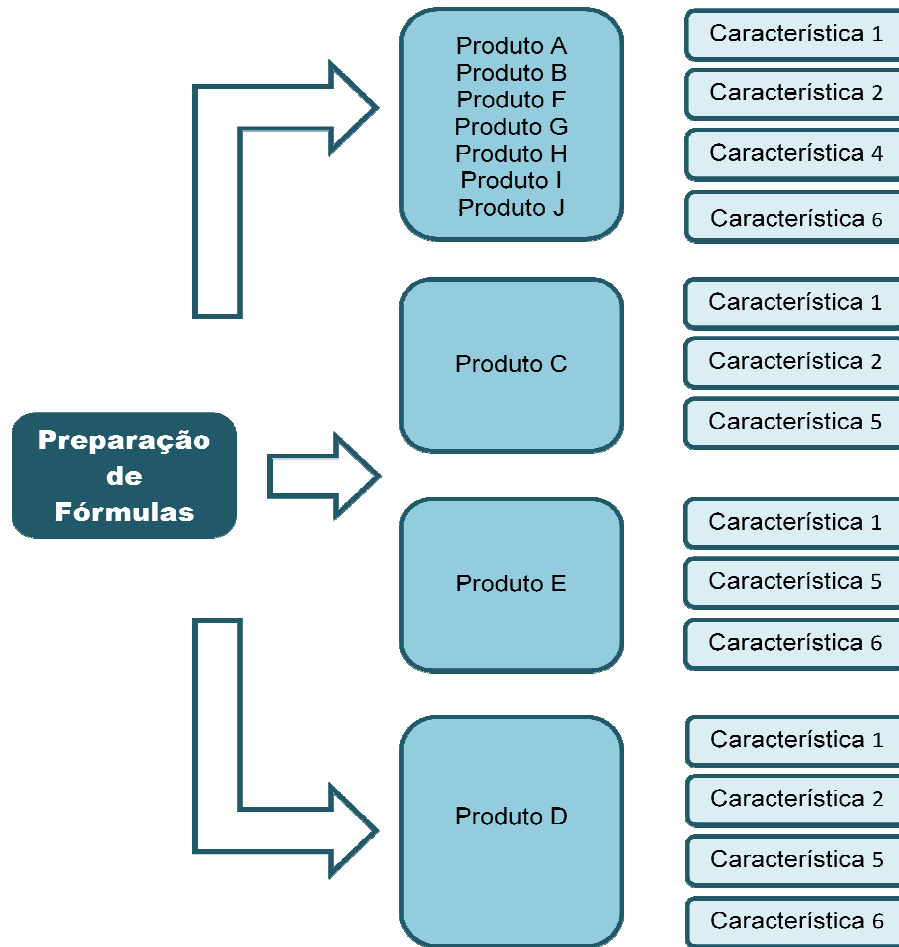 Preparação
de
Fórmulas
Produto A
Produto B
Produto F
Produto G
Produto H
Produto I
Produto J
Característica 1
Característica 2
Característica 4
Característica 6
Produto C
Característica 1
Característica 2
Característica 5
Produto E
Característica 1
Característica 5
Característica 6
Produto D
Característica 1
Característica 2
Característica 5
Característica 6